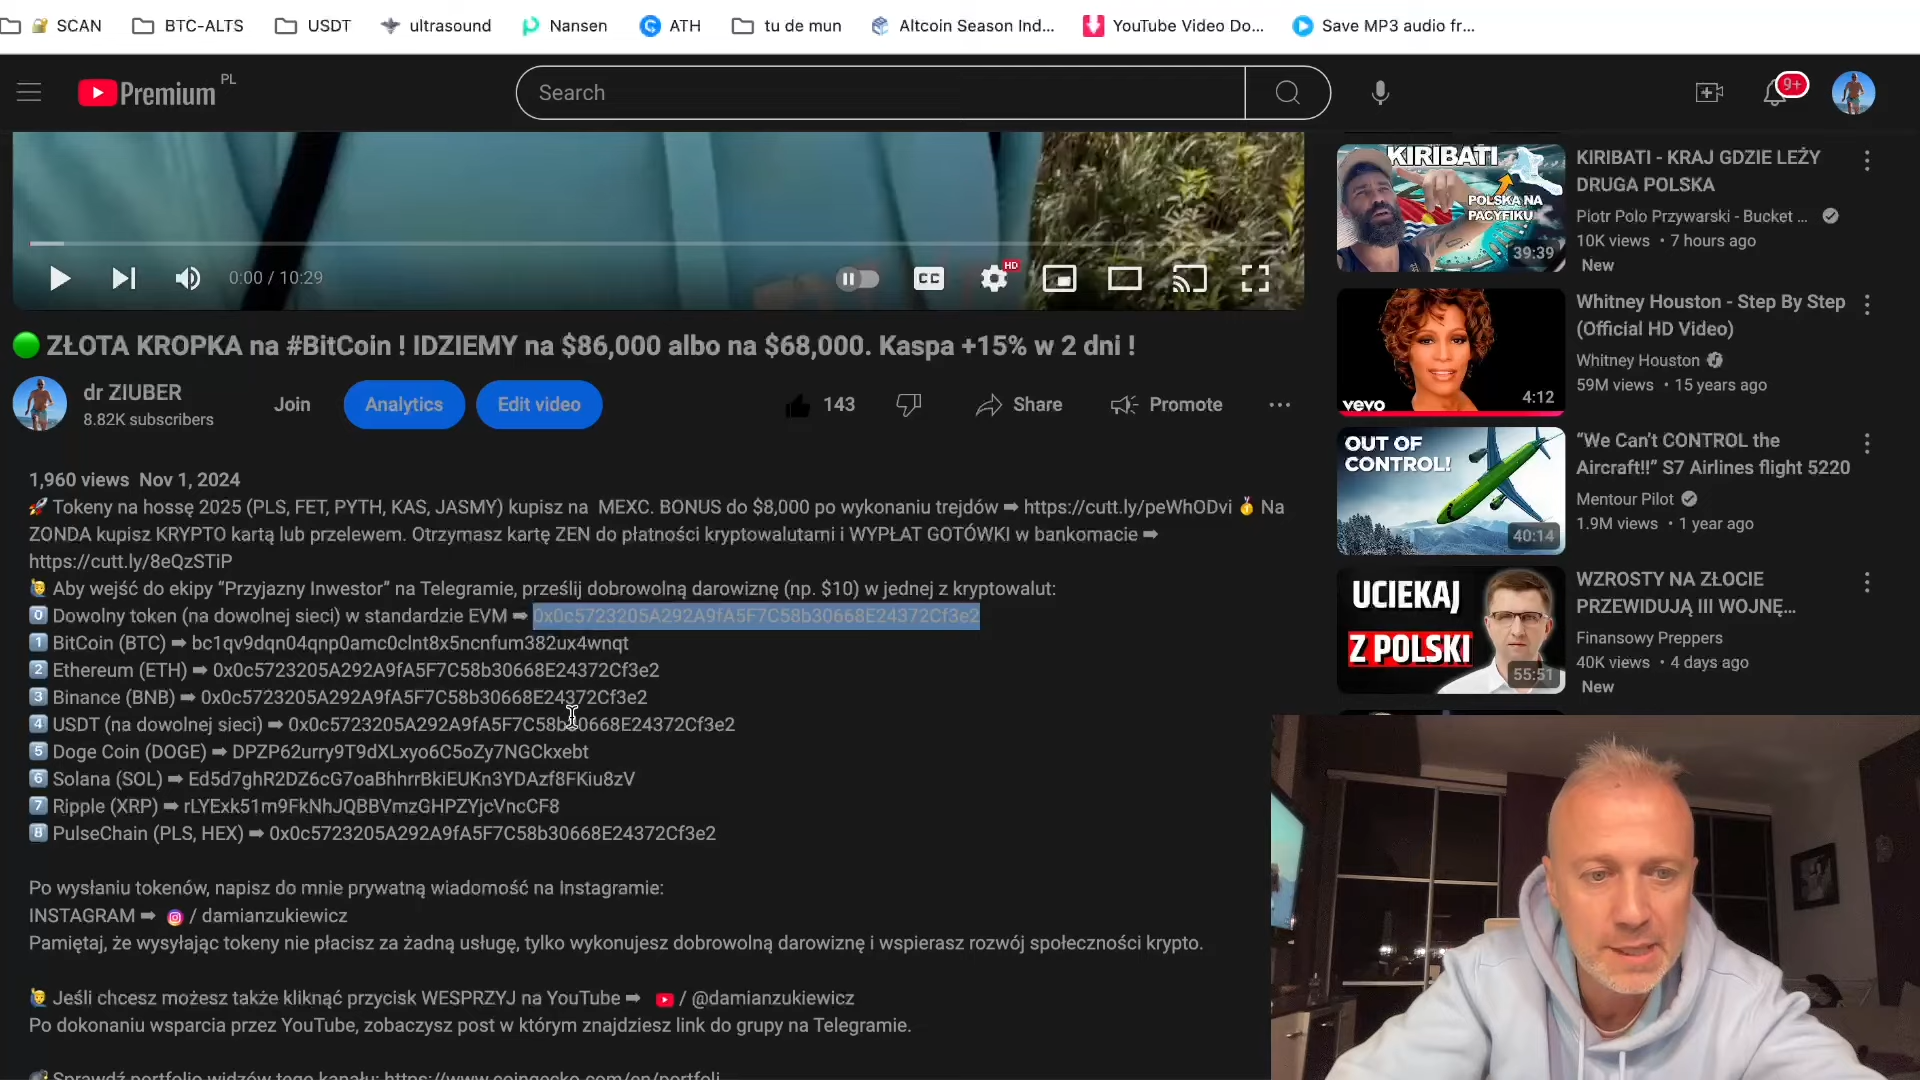 SCAN BTC-ALTS USDT ultrasound Nansen ATH tu de mun Altcoin Season Ind... YouTube Video Do... Save MP3 audio fr...
Premium PL
Search
9+
0:00 / 10:29
CC HD
ZŁOTA KROPKA na #BitCoin ! IDZIEMY na $86,000 albo na $68,000. Kaspa +15% w 2 dni !
dr ZIUBER
8.82K subscribers
Join
Analytics
Edit video
143
Share
Promote
1,960 views Nov 1, 2024
🚀 Tokeny na hossę 2025 (PLS, FET, PYTH, KAS, JASMY) kupisz na MEXC. BONUS do $8,000 po wykonaniu trejdów ➡ https://cutt.ly/peWhODvi 🥇 Na
ZONDA kupisz KRYPTO kartą lub przelewem. Otrzymasz kartę ZEN do płatności kryptowalutami i WYPŁAT GOTÓWKI w bankomacie ➡
https://cutt.ly/8eQzSTiP
🙋‍♂️ Aby wejść do ekipy “Przyjazny Inwestor” na Telegramie, prześlij dobrowolną darowiznę (np. $10) w jednej z kryptowalut:
0️⃣ Dowolny token (na dowolnej sieci) w standardzie EVM ➡ 0x0c5723205A292A9fA5F7C58b30668E24372Cf3e2
1️⃣ BitCoin (BTC) ➡ bc1qv9dqn04qnp0amc0clnt8x5ncnfum382ux4wnqt
2️⃣ Ethereum (ETH) ➡ 0x0c5723205A292A9fA5F7C58b30668E24372Cf3e2
3️⃣ Binance (BNB) ➡ 0x0c5723205A292A9fA5F7C58b30668E24372Cf3e2
4️⃣ USDT (na dowolnej sieci) ➡ 0x0c5723205A292A9fA5F7C58b30668E24372Cf3e2
5️⃣ Doge Coin (DOGE) ➡ DPZP62urry9T9dXLxyo6C5oZy7NGCkxebt
6️⃣ Solana (SOL) ➡ Ed5d7ghR2DZ6cG7oaBhhrrBkiEUKn3YDAzf8FKiu8zV
7️⃣ Ripple (XRP) ➡ rLYExk51m9FkNhJQBBVmzGHPZYjcVncCF8
8️⃣ PulseChain (PLS, HEX) ➡ 0x0c5723205A292A9fA5F7C58b30668E24372Cf3e2
Po wysłaniu tokenów, napisz do mnie prywatną wiadomość na Instagramie:
INSTAGRAM ➡ / damianzukiewicz
Pamiętaj, że wysyłając tokeny nie płacisz za żadną usługę, tylko wykonujesz dobrowolną darowiznę i wspierasz rozwój społeczności krypto.
🙋‍♂️ Jeśli chcesz możesz także kliknąć przycisk WESPRZYJ na YouTube ➡ / @damianzukiewicz
Po dokonaniu wsparcia przez YouTube, zobaczysz post w którym znajdziesz link do grupy na Telegramie.
Sprawdź portfolio widzów tego kanału: https://www.coingecko.com/en/portfoli
KIRIBATI
POLSKA NA
PACYFIKU
39:39
KIRIBATI - KRAJ GDZIE LEŻY
DRUGA POLSKA
Piotr Polo Przywarski - Bucket ...
10K views • 7 hours ago
New
vevo
4:12
Whitney Houston - Step By Step
(Official HD Video)
Whitney Houston
59M views • 15 years ago
OUT OF
CONTROL!
40:14
“We Can’t CONTROL the
Aircraft!!” S7 Airlines flight 5220
Mentour Pilot
1.9M views • 1 year ago
UCIEKAJ
Z POLSKI
55:51
WZROSTY NA ZŁOCIE
PRZEWIDUJĄ III WOJNĘ...
Finansowy Preppers
40K views • 4 days ago
New